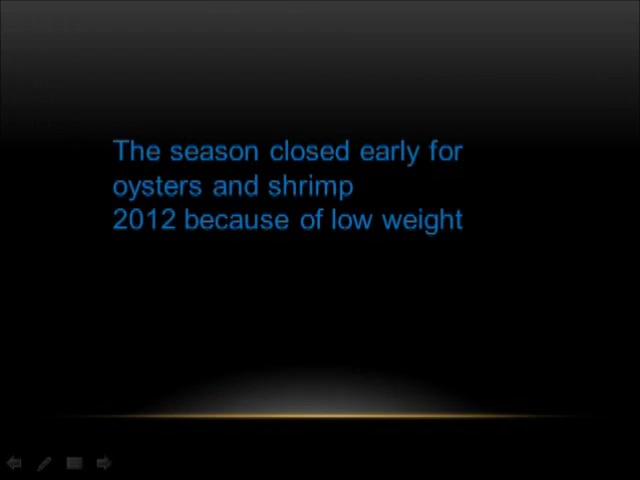 The season closed early for
oysters and shrimp
2012 because of low weight